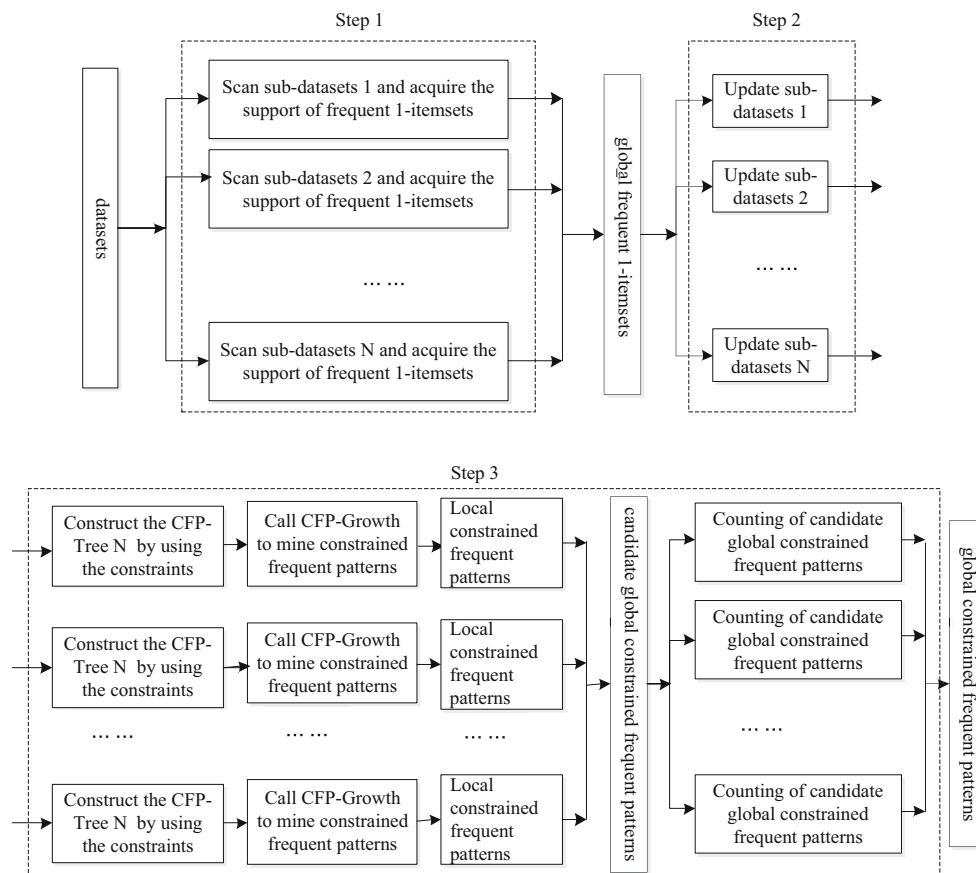 Step 1
Step 2
datasets
Scan sub-datasets 1 and acquire the
support of frequent 1-itemsets
Scan sub-datasets 2 and acquire the
support of frequent 1-itemsets
... ...
Scan sub-datasets N and acquire the
support of frequent 1-itemsets
global frequent 1-itemsets
Update sub-
datasets 1
Update sub-
datasets 2
... ...
Update sub-
datasets N
Step 3
Construct the CFP-
Tree N by using
the constraints
Call CFP-Growth
to mine constrained
frequent patterns
Local
constrained
frequent
patterns
Construct the CFP-
Tree N by using
the constraints
Call CFP-Growth
to mine constrained
frequent patterns
Local
constrained
frequent
patterns
... ...
... ...
... ...
Construct the CFP-
Tree N by using
the constraints
Call CFP-Growth
to mine constrained
frequent patterns
Local
constrained
frequent
patterns
candidate global constrained frequent patterns
Counting of candidate
global constrained
frequent patterns
Counting of candidate
global constrained
frequent patterns
... ...
Counting of candidate
global constrained
frequent patterns
global constrained frequent patterns